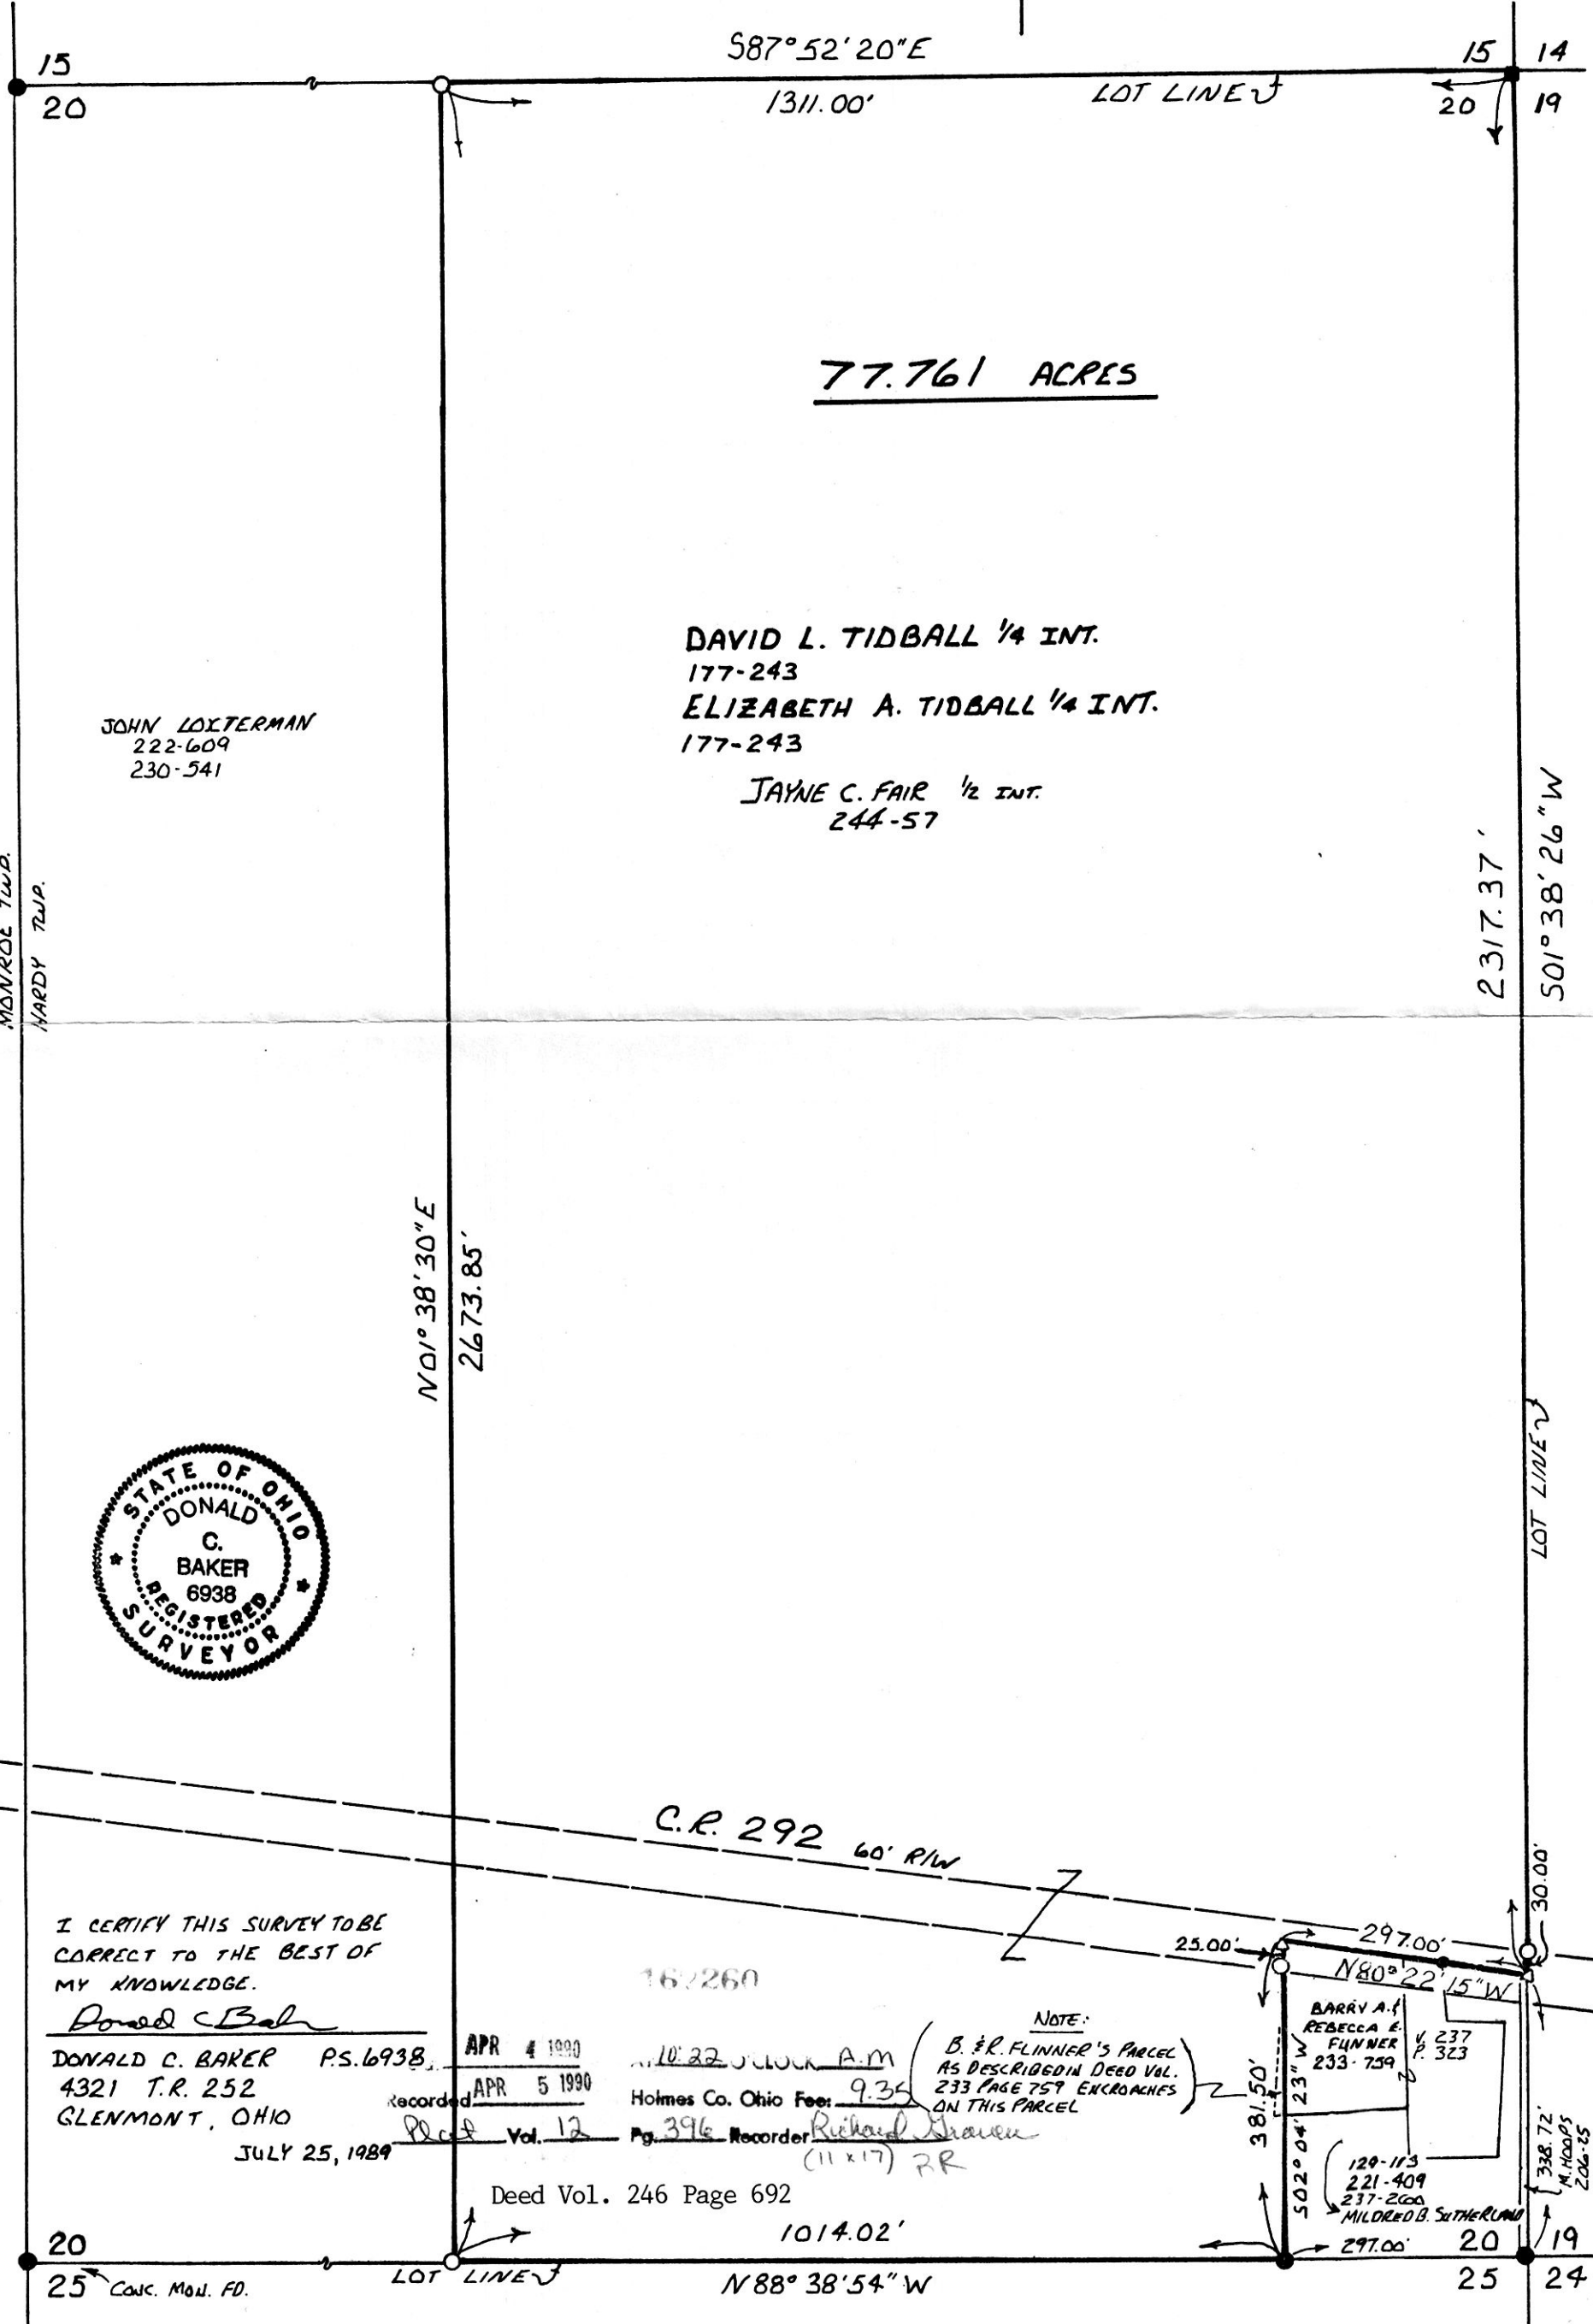 S87° 52' 20" E
15
20
1311.00'
LOT LINE
15 14
20 19
77.761 ACRES
DAVID L. TIDBALL 1/4 INT.
177-243
ELIZABETH A. TIDBALL 1/4 INT.
177-243
JAYNE C. FAIR 1/2 INT.
244-57
JOHN LOXTERMAN
222-609
230-541
MONROE TWP.
HARDY TWP.
2317.37'
S01° 38' 26" W
N01° 38' 30" E
2673.85'
LOT LINE
STATE OF OHIO
DONALD
C.
BAKER
6938
REGISTERED
SURVEYOR
C.R. 292 60' R/W
30.00'
25.00'
297.00'
N80° 22' 15" W
I CERTIFY THIS SURVEY TO BE
CORRECT TO THE BEST OF
MY KNOWLEDGE.
Donald C Baker
DONALD C. BAKER P.S. 6938
4321 T.R. 252
GLENMONT, OHIO
JULY 25, 1989
162260
APR 4 1990 10:22 O'CLOCK A.M
Recorded APR 5 1990 Holmes Co. Ohio Fee: 9.35
Plat Vol. 12 Pg. 396 Recorder Richard Graven
(11 x 17) RR
Deed Vol. 246 Page 692
NOTE:
B. & R. FLINNER'S PARCEL
AS DESCRIBED IN DEED VOL.
233 PAGE 759 ENCROACHES
ON THIS PARCEL
381.50'
S02° 04' 23" W
BARRY A. &
REBECCA E.
FLINNER
233-759
V. 237
P. 323
129-113
221-409
237-260
MILDRED B. SUTHERLAND
338.72'
M. HOOPS
206-25
1014.02'
297.00'
20
25 CONC. MON. FD.
LOT LINE
N88° 38' 54" W
20 19
25 24